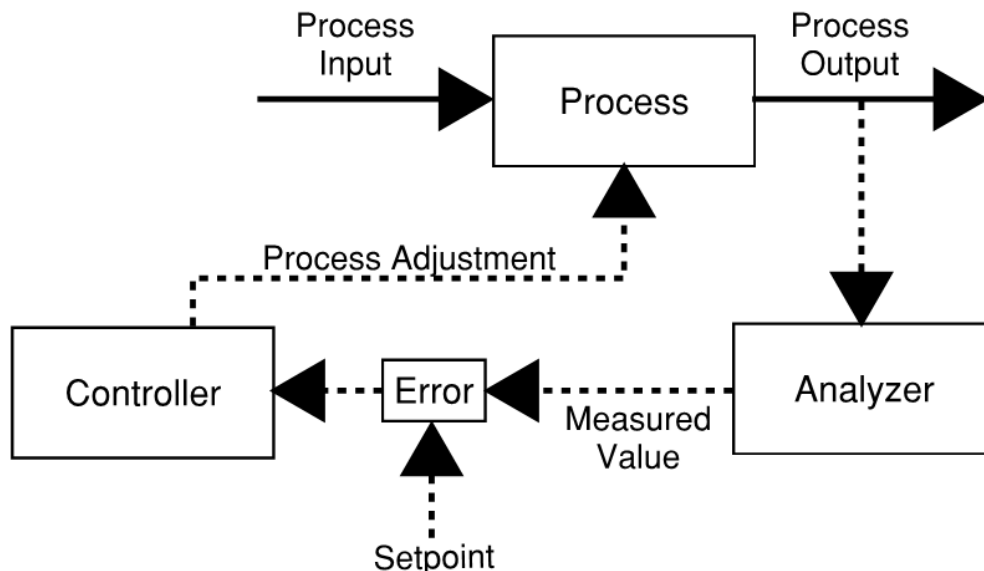 Process
Input
Process
Output
Process
Process Adjustment
Controller
Error
Measured
Value
Analyzer
Setpoint